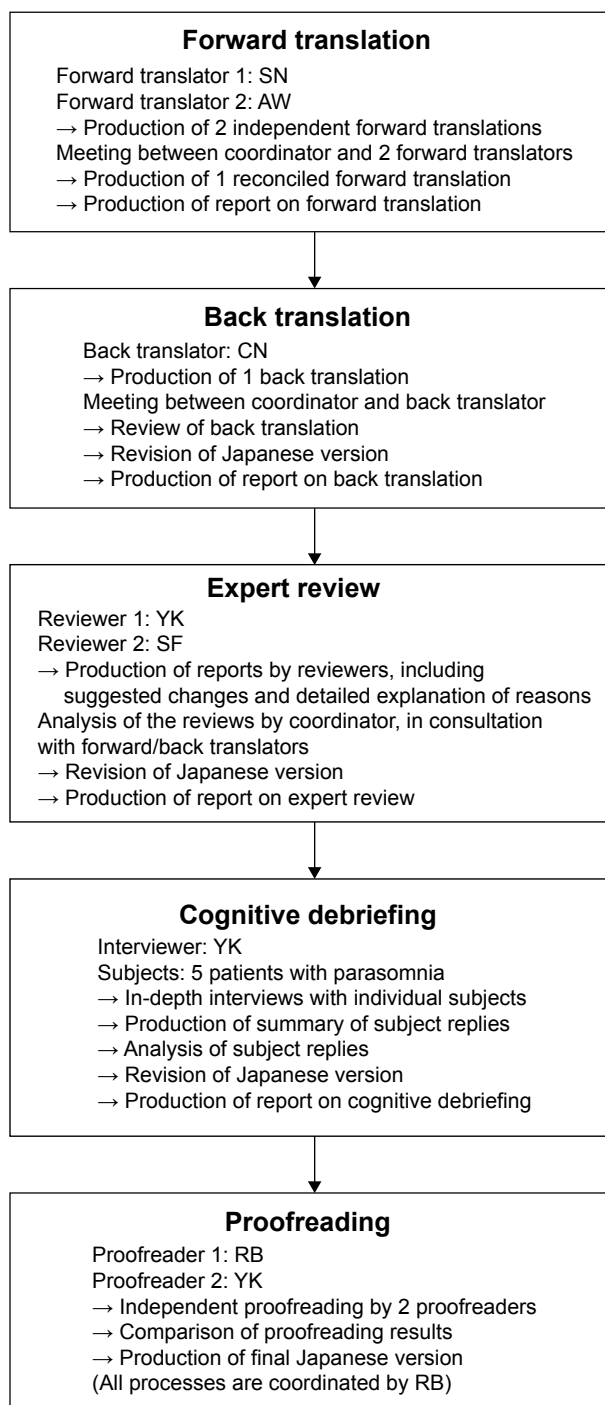 Forward translation
Forward translator 1: SN
Forward translator 2: AW
→ Production of 2 independent forward translations
Meeting between coordinator and 2 forward translators
→ Production of 1 reconciled forward translation
→ Production of report on forward translation
Back translation
Back translator: CN
→ Production of 1 back translation
Meeting between coordinator and back translator
→ Review of back translation
→ Revision of Japanese version
→ Production of report on back translation
Expert review
Reviewer 1: YK
Reviewer 2: SF
→ Production of reports by reviewers, including
suggested changes and detailed explanation of reasons
Analysis of the reviews by coordinator, in consultation
with forward/back translators
→ Revision of Japanese version
→ Production of report on expert review
Cognitive debriefing
Interviewer: YK
Subjects: 5 patients with parasomnia
→ In-depth interviews with individual subjects
→ Production of summary of subject replies
→ Analysis of subject replies
→ Revision of Japanese version
→ Production of report on cognitive debriefing
Proofreading
Proofreader 1: RB
Proofreader 2: YK
→ Independent proofreading by 2 proofreaders
→ Comparison of proofreading results
→ Production of final Japanese version
(All processes are coordinated by RB)